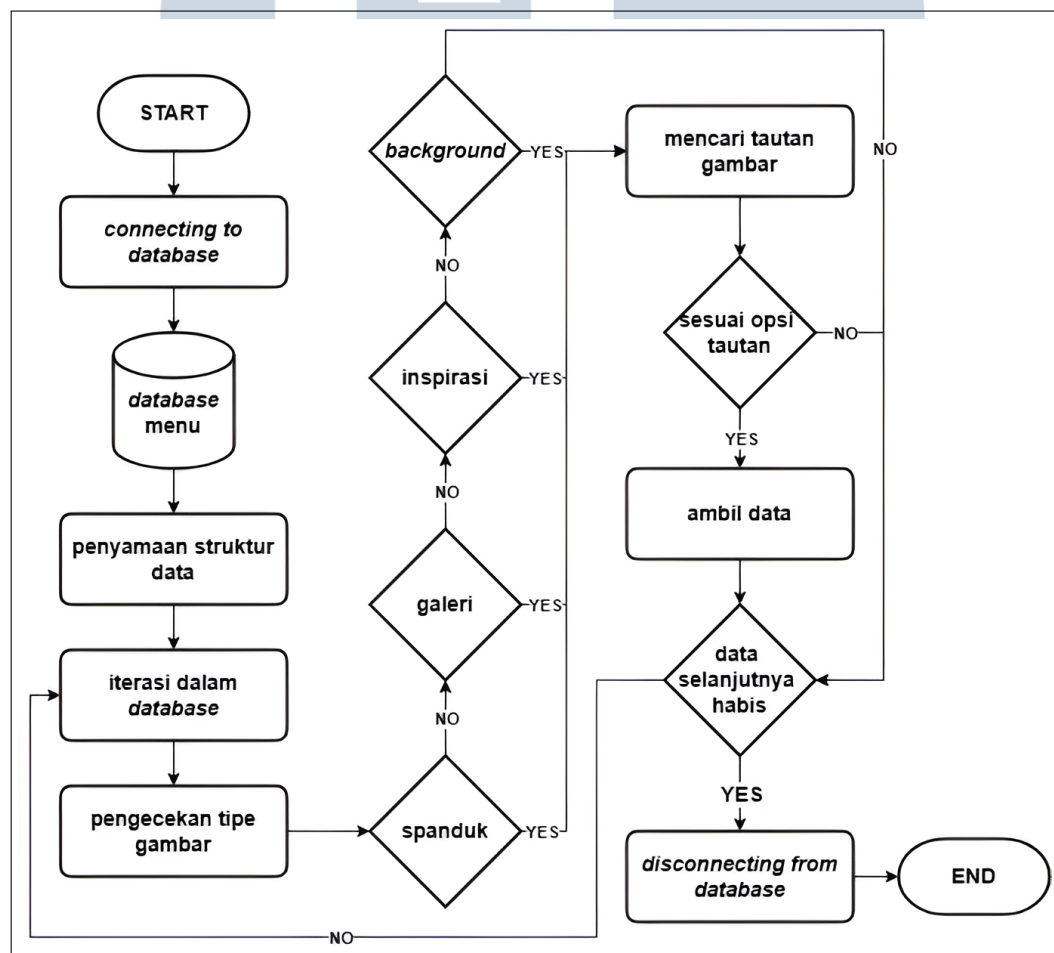 START
connecting to
database
database
menu
penyamaan struktur
data
iterasi dalam
database
pengecekan tipe
gambar
spanduk
YES
NO
galeri
YES
NO
inspirasi
YES
NO
background
YES
NO
mencari tautan
gambar
sesuai opsi
tautan
NO
YES
ambil data
data
selanjutnya
habis
NO
YES
disconnecting from
database
END